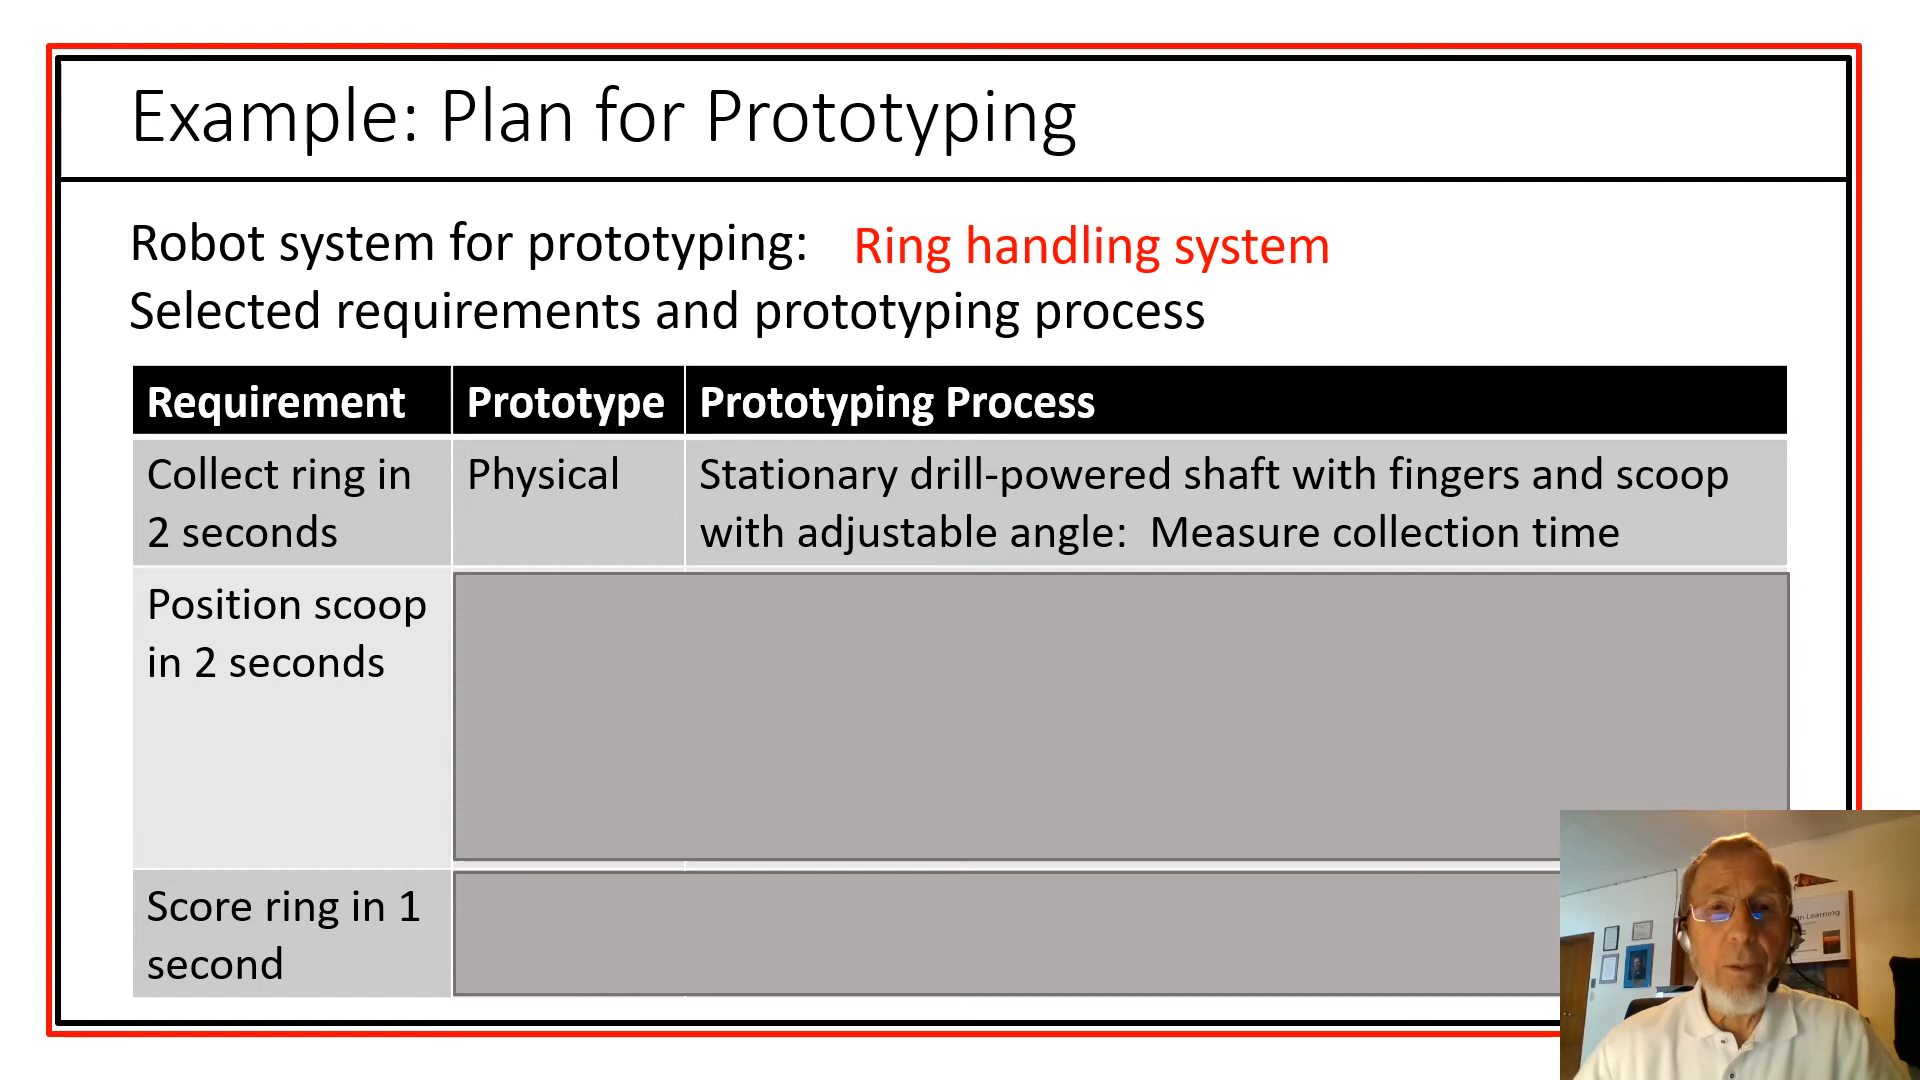 Example: Plan for Prototyping
Robot system for prototyping: Ring handling system
Selected requirements and prototyping process
Requirement Prototype Prototyping Process
Collect ring in 2 seconds Physical Stationary drill-powered shaft with fingers and scoop with adjustable angle: Measure collection time
Position scoop in 2 seconds
Score ring in 1 second
Learning